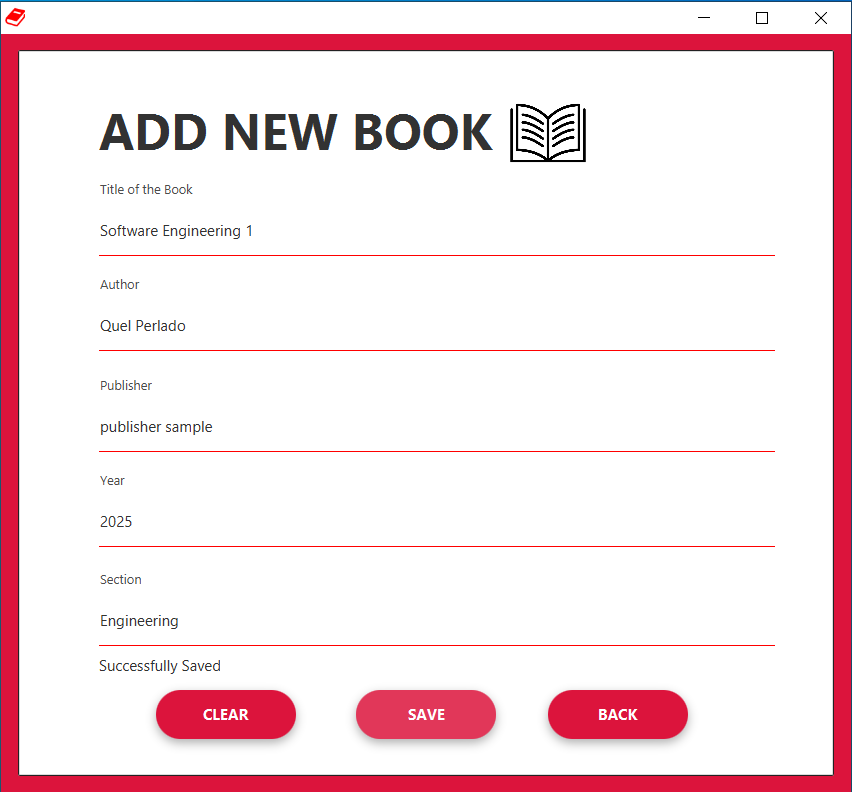 ADD NEW BOOK
Title of the Book
Software Engineering 1
Author
Quel Perlado
Publisher
publisher sample
Year
2025
Section
Engineering
Successfully Saved
CLEAR SAVE BACK